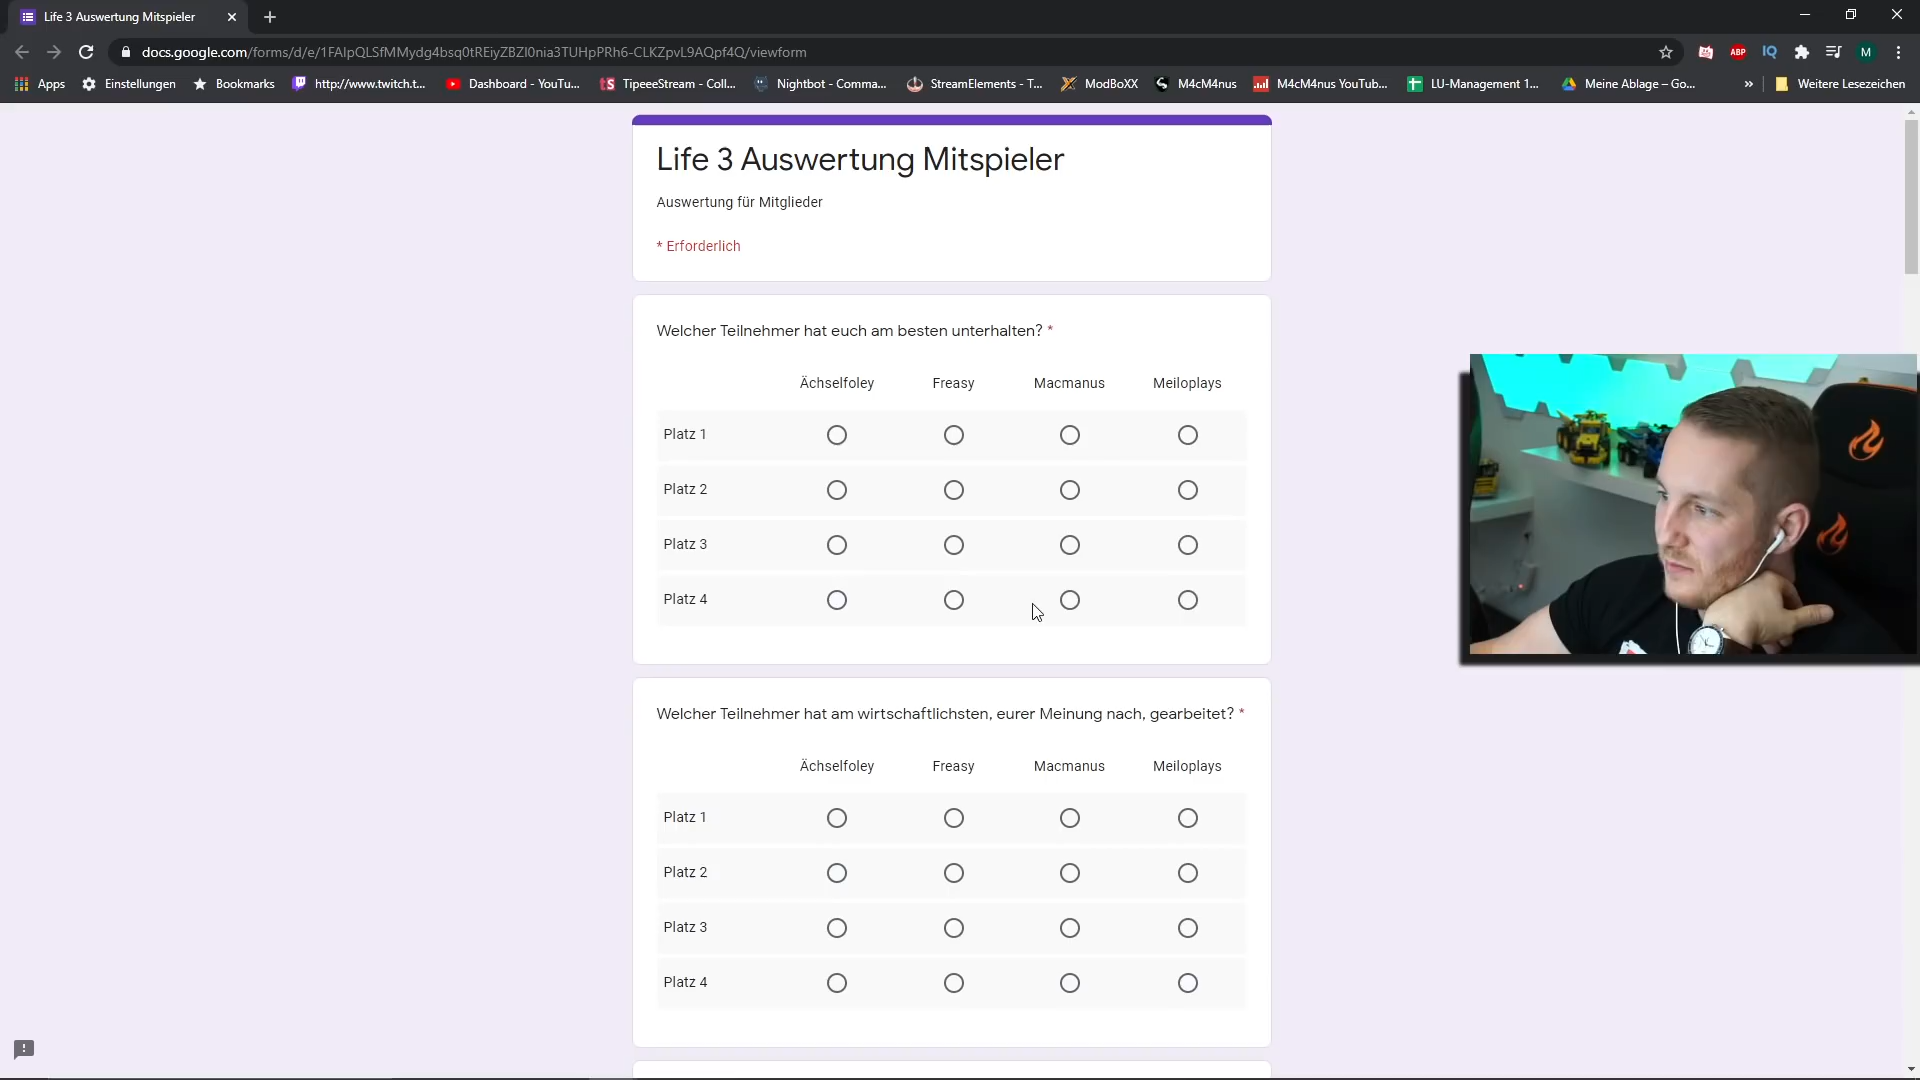 Life 3 Auswertung Mitspieler
docs.google.com/forms/d/e/1FAIpQLSfMMydg4bsq0tREiyZBZI0nia3TUHpPRh6-CLKZpvL9AQpf4Q/viewform
ABP IQ M
Apps Einstellungen Bookmarks http://www.twitch.t... Dashboard - YouTu... TipeeeStream - Coll... Nightbot - Comma... StreamElements - T... ModBoXX M4cM4nus M4cM4nus YouTub... LU-Management 1... Meine Ablage – Go... » Weitere Lesezeichen
Life 3 Auswertung Mitspieler
Auswertung für Mitglieder
* Erforderlich
Welcher Teilnehmer hat euch am besten unterhalten? *
Ächselfoley Freasy Macmanus Meiloplays
Platz 1
Platz 2
Platz 3
Platz 4
Welcher Teilnehmer hat am wirtschaftlichsten, eurer Meinung nach, gearbeitet? *
Ächselfoley Freasy Macmanus Meiloplays
Platz 1
Platz 2
Platz 3
Platz 4